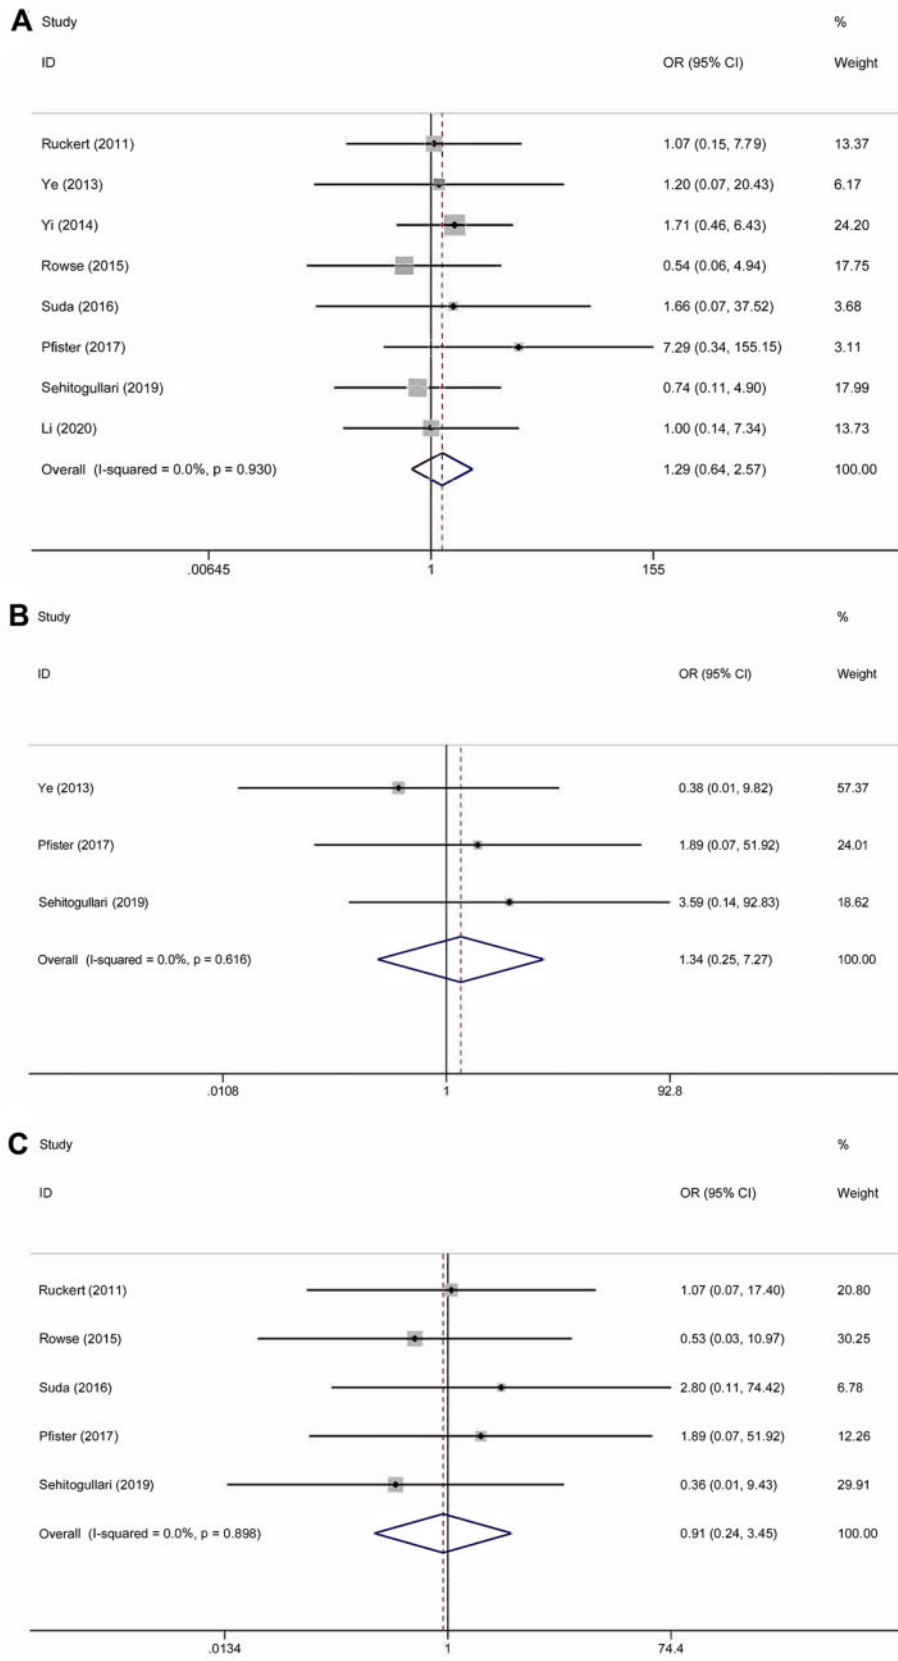 A Study %
ID OR (95% CI) Weight
Ruckert (2011) 1.07 (0.15, 7.79) 13.37
Ye (2013) 1.20 (0.07, 20.43) 6.17
Yi (2014) 1.71 (0.46, 6.43) 24.20
Rowse (2015) 0.54 (0.06, 4.94) 17.75
Suda (2016) 1.66 (0.07, 37.52) 3.68
Pfister (2017) 7.29 (0.34, 155.15) 3.11
Sehitogullari (2019) 0.74 (0.11, 4.90) 17.99
Li (2020) 1.00 (0.14, 7.34) 13.73
Overall (I-squared = 0.0%, p = 0.930) 1.29 (0.64, 2.57) 100.00
.00645 1 155
B Study %
ID OR (95% CI) Weight
Ye (2013) 0.38 (0.01, 9.82) 57.37
Pfister (2017) 1.89 (0.07, 51.92) 24.01
Sehitogullari (2019) 3.59 (0.14, 92.83) 18.62
Overall (I-squared = 0.0%, p = 0.616) 1.34 (0.25, 7.27) 100.00
.0108 1 92.8
C Study %
ID OR (95% CI) Weight
Ruckert (2011) 1.07 (0.07, 17.40) 20.80
Rowse (2015) 0.53 (0.03, 10.97) 30.25
Suda (2016) 2.80 (0.11, 74.42) 6.78
Pfister (2017) 1.89 (0.07, 51.92) 12.26
Sehitogullari (2019) 0.36 (0.01, 9.43) 29.91
Overall (I-squared = 0.0%, p = 0.898) 0.91 (0.24, 3.45) 100.00
.0134 1 74.4